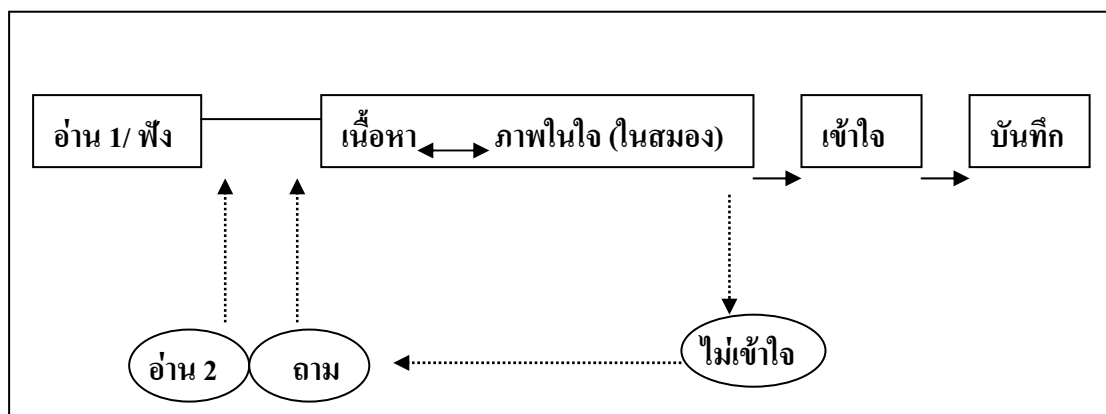 อ่าน 1/ ฟัง
เนื้อหา ภาพในใจ (ในสมอง)
เข้าใจ
บันทึก
อ่าน 2
ถาม
ไม่เข้าใจ